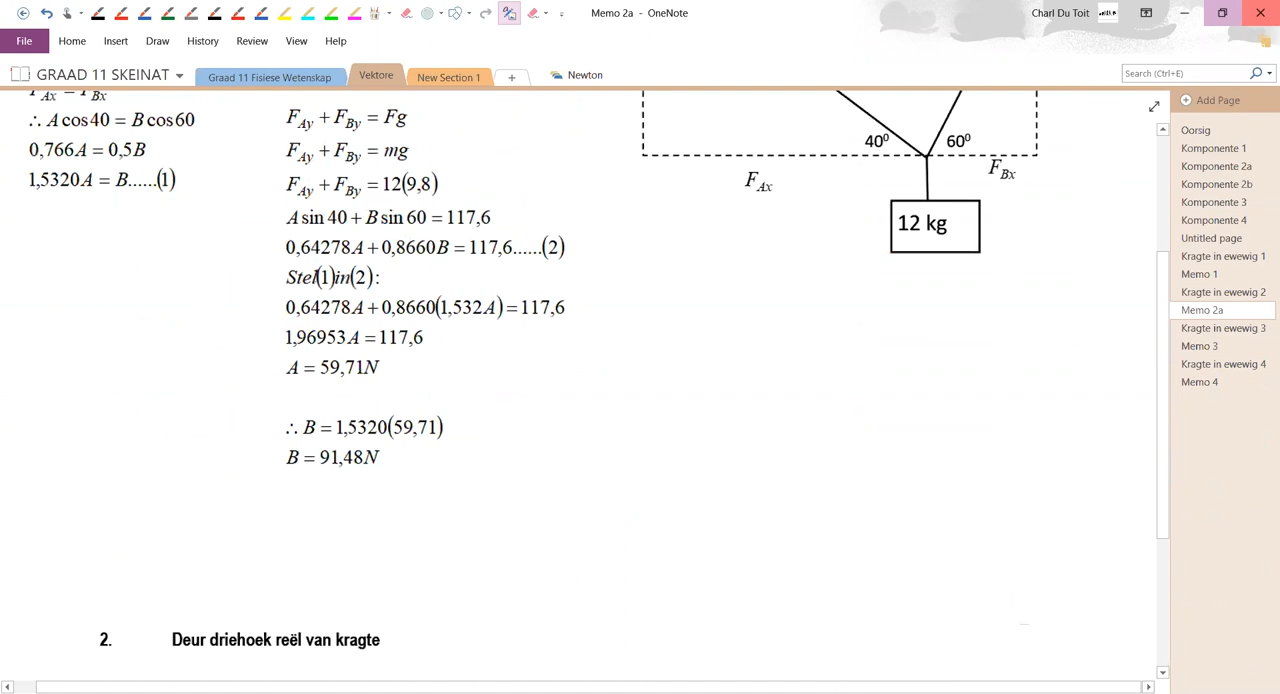 Memo 2a - OneNote
Charl Du Toit
File Home Insert Draw History Review View Help
GRAAD 11 SKEINAT
Graad 11 Fisiese Wetenskap
Vektore
New Section 1
+
Newton
Search (Ctrl+E)
F_Ax = F_Bx
∴ A cos 40 = B cos 60
0,766A = 0,5B
1,5320A = B......(1)
F_Ay + F_By = Fg
F_Ay + F_By = mg
F_Ay + F_By = 12(9,8)
A sin 40 + B sin 60 = 117,6
0,64278A + 0,8660B = 117,6......(2)
Stel(1)in(2):
0,64278A + 0,8660(1,532A) = 117,6
1,96953A = 117,6
A = 59,71N
∴ B = 1,5320(59,71)
B = 91,48N
40⁰
60⁰
F_Ax
F_Bx
12 kg
2. Deur driehoek reël van kragte
Add Page
Oorsig
Komponente 1
Komponente 2a
Komponente 2b
Komponente 3
Komponente 4
Untitled page
Kragte in ewewig 1
Memo 1
Kragte in ewewig 2
Memo 2a
Kragte in ewewig 3
Memo 3
Kragte in ewewig 4
Memo 4